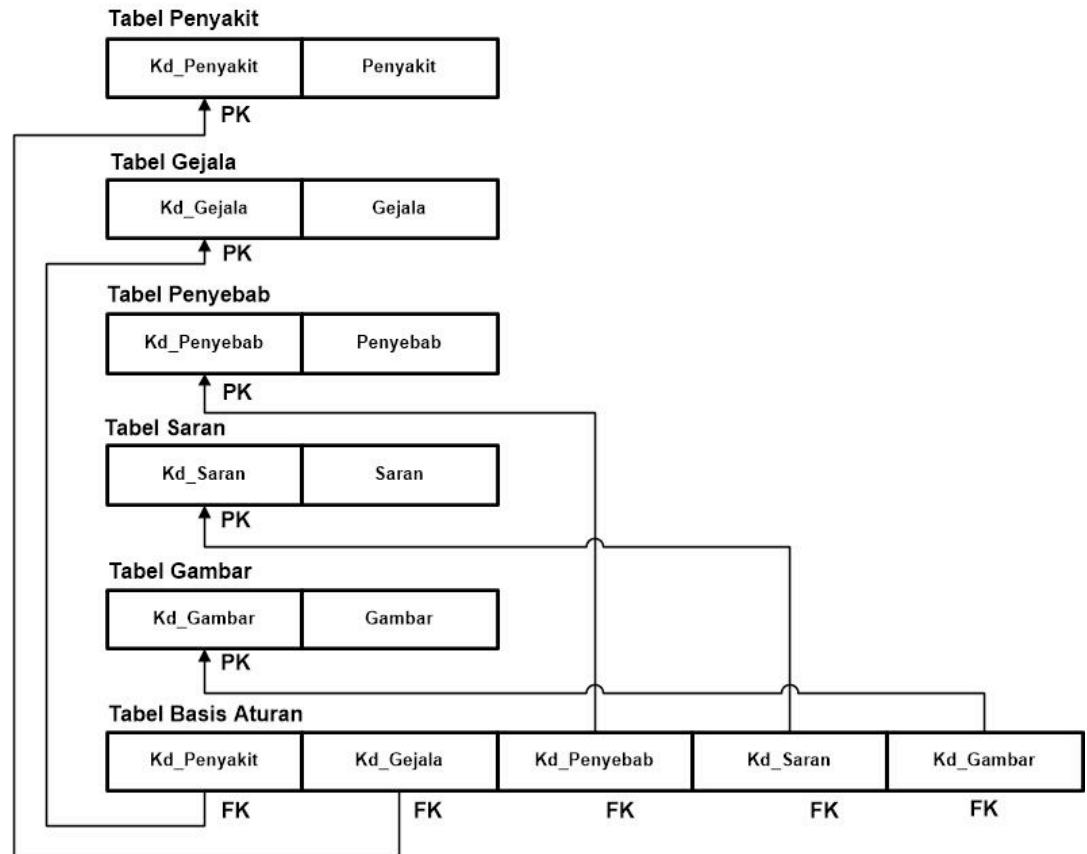 Tabel Penyakit
Kd_Penyakit Penyakit
PK
Tabel Gejala
Kd_Gejala Gejala
PK
Tabel Penyebab
Kd_Penyebab Penyebab
PK
Tabel Saran
Kd_Saran Saran
PK
Tabel Gambar
Kd_Gambar Gambar
PK
Tabel Basis Aturan
Kd_Penyakit Kd_Gejala Kd_Penyebab Kd_Saran Kd_Gambar
FK FK FK FK FK